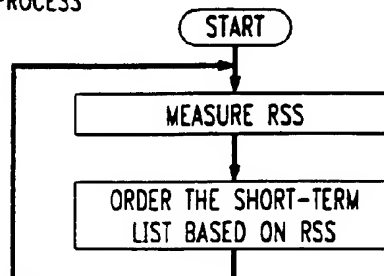 PROCESS
START
MEASURE RSS
ORDER THE SHORT-TERM
LIST BASED ON RSS